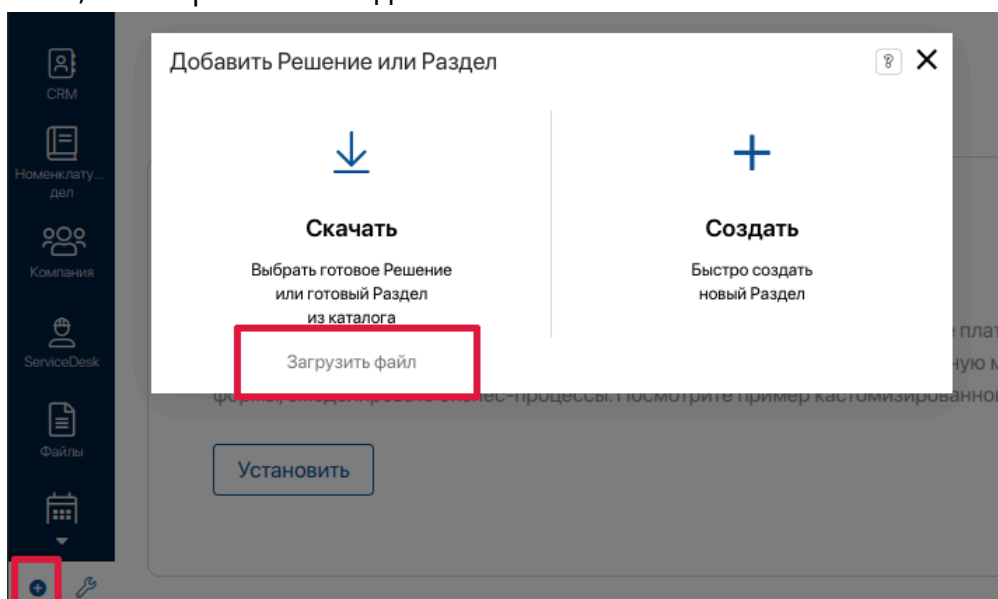 Добавить Решение или Раздел
?
CRM
Номенклату...
дел
Компания
ServiceDesk
Файлы
Скачать
Выбрать готовое Решение
или готовый Раздел
из каталога
Загрузить файл
Создать
Быстро создать
новый Раздел
Установить